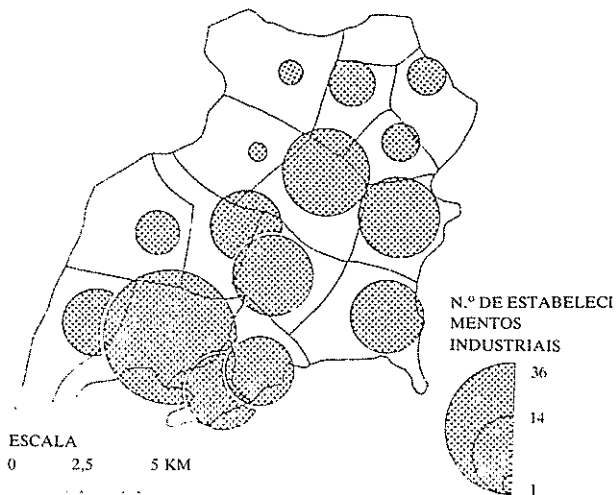 N.º DE ESTABELECI
MENTOS
INDUSTRIAIS
36
14
1
ESCALA
0 2,5 5 KM